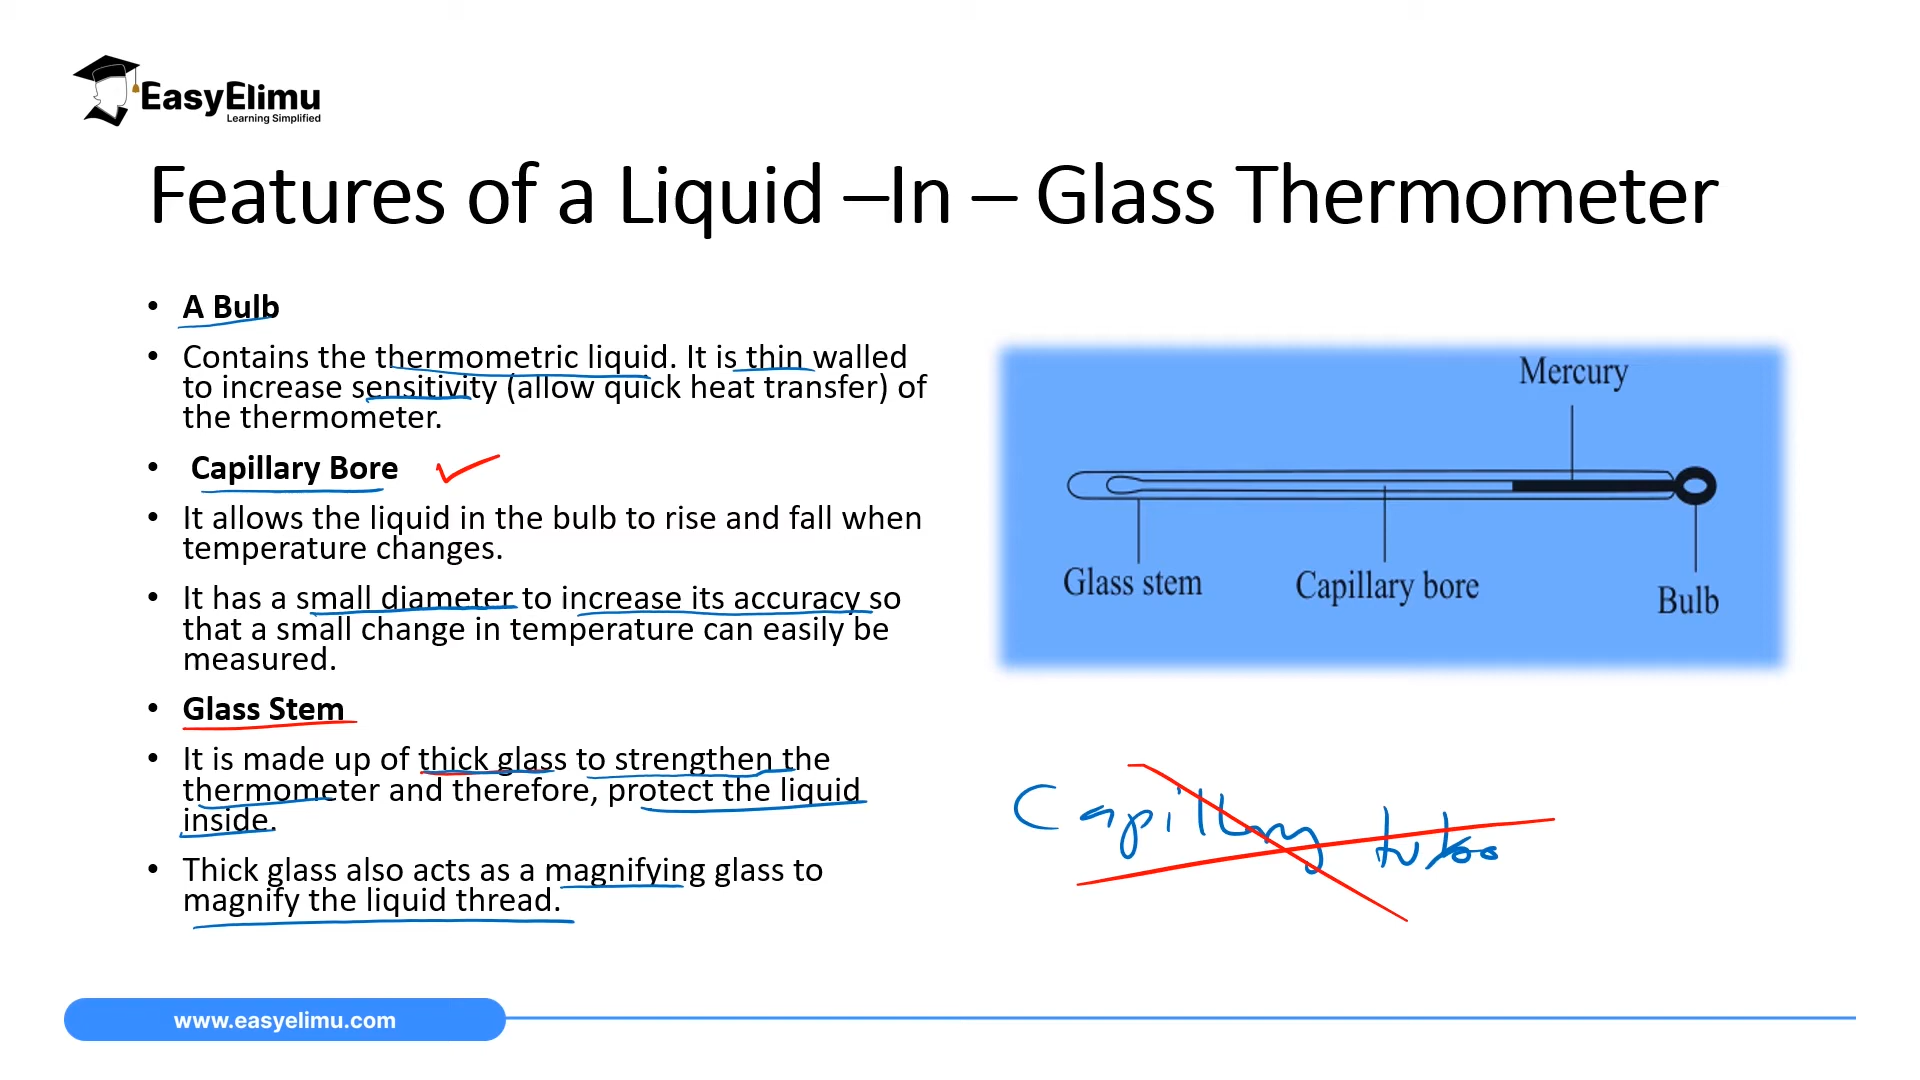 EasyElimu
Learning Simplified
Features of a Liquid –In – Glass Thermometer
• A Bulb
• Contains the thermometric liquid. It is thin walled
to increase sensitivity (allow quick heat transfer) of
the thermometer.
• Capillary Bore
• It allows the liquid in the bulb to rise and fall when
temperature changes.
• It has a small diameter to increase its accuracy so
that a small change in temperature can easily be
measured.
• Glass Stem
• It is made up of thick glass to strengthen the
thermometer and therefore, protect the liquid
inside.
• Thick glass also acts as a magnifying glass to
magnify the liquid thread.
Mercury
Glass stem
Capillary bore
Bulb
Capillary
www.easyelimu.com